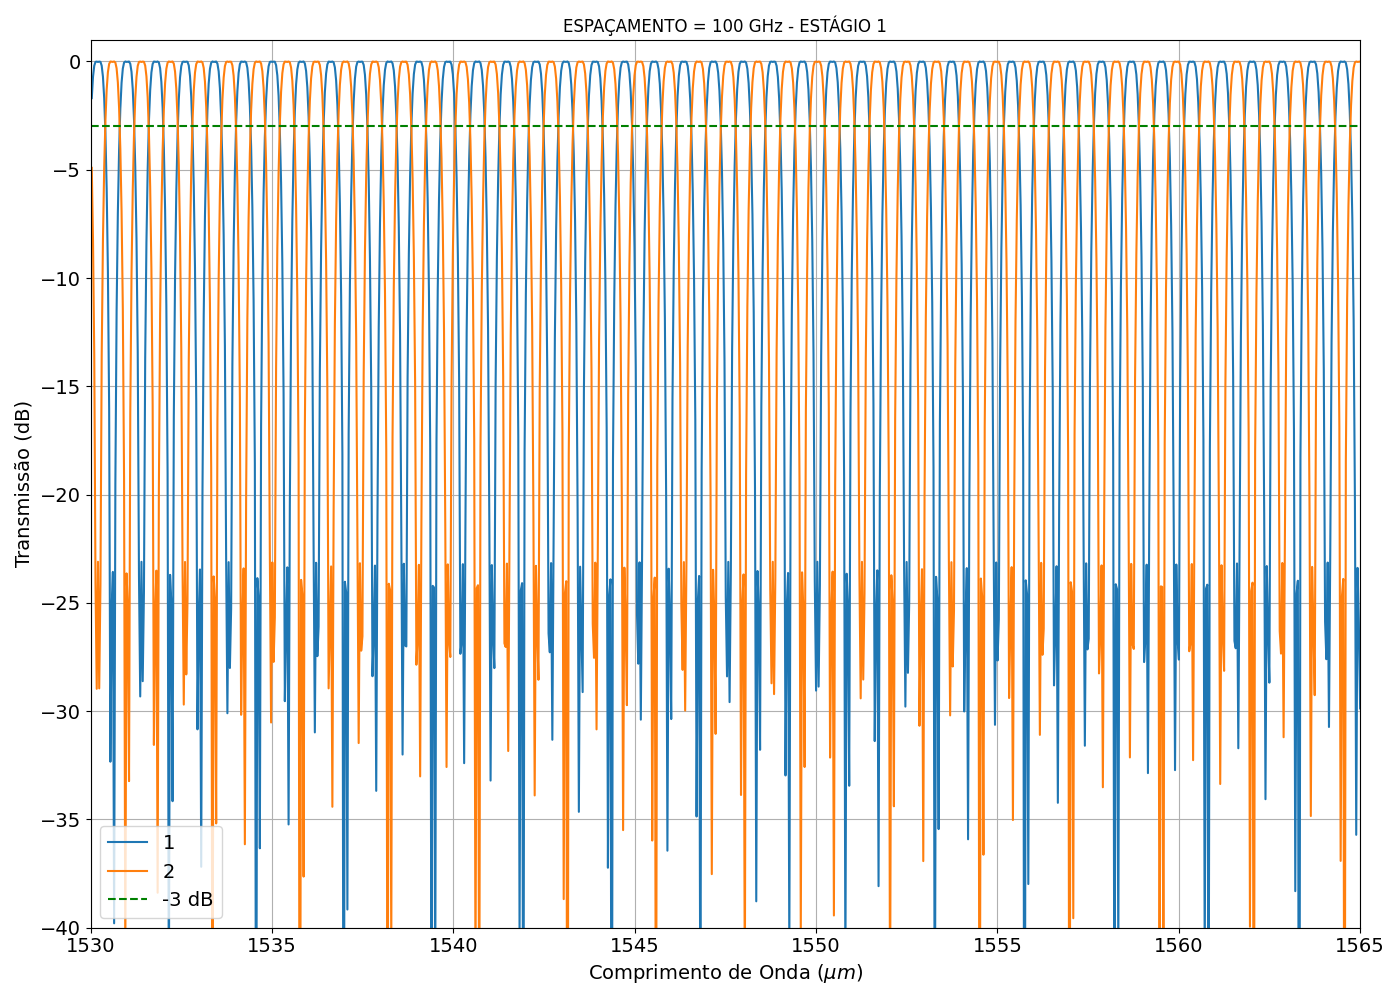 ESPAÇAMENTO = 100 GHz - ESTÁGIO 1
Transmissão (dB)
0
−5
−10
−15
−20
−25
−30
−35
−40
1
2
-3 dB
1530 1535 1540 1545 1550 1555 1560 1565
Comprimento de Onda (μm)